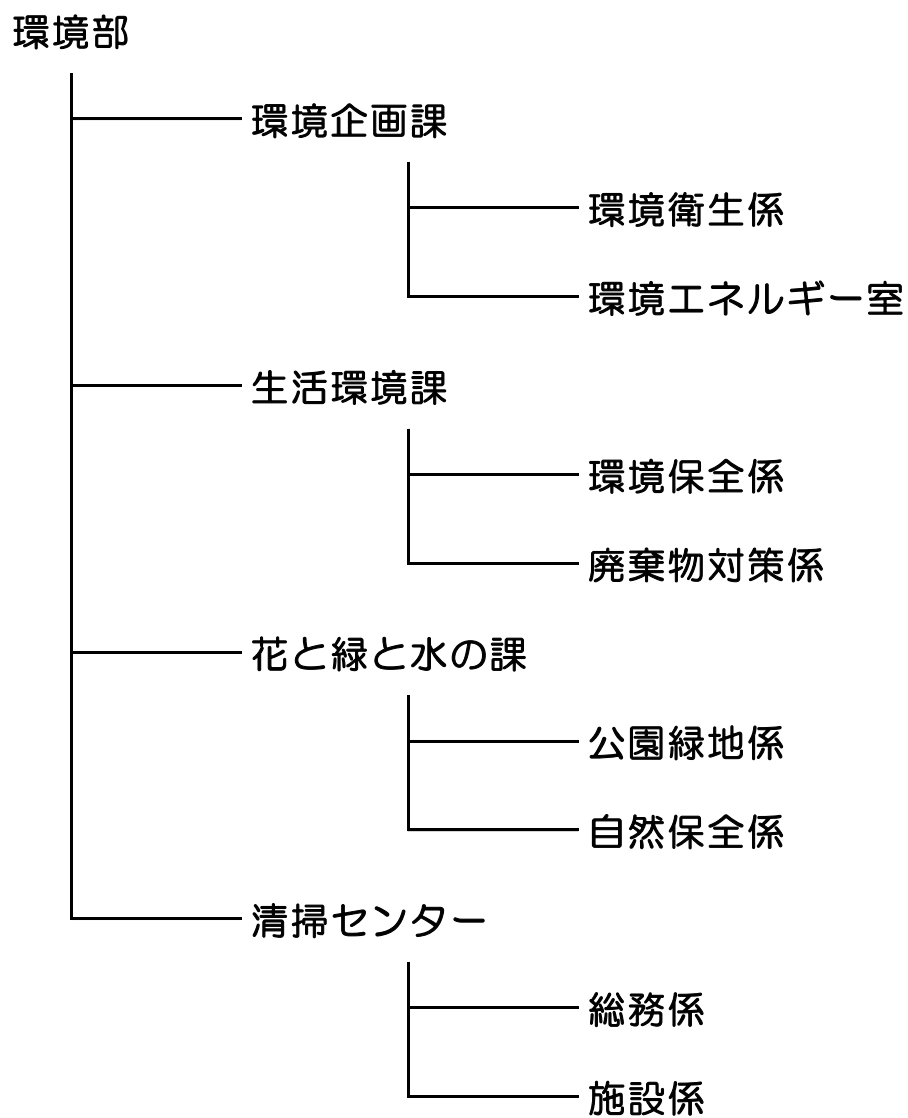 環境部
環境企画課
環境衛生係
環境エネルギー室
生活環境課
環境保全係
廃棄物対策係
花と緑と水の課
公園緑地係
自然保全係
清掃センター
総務係
施設係